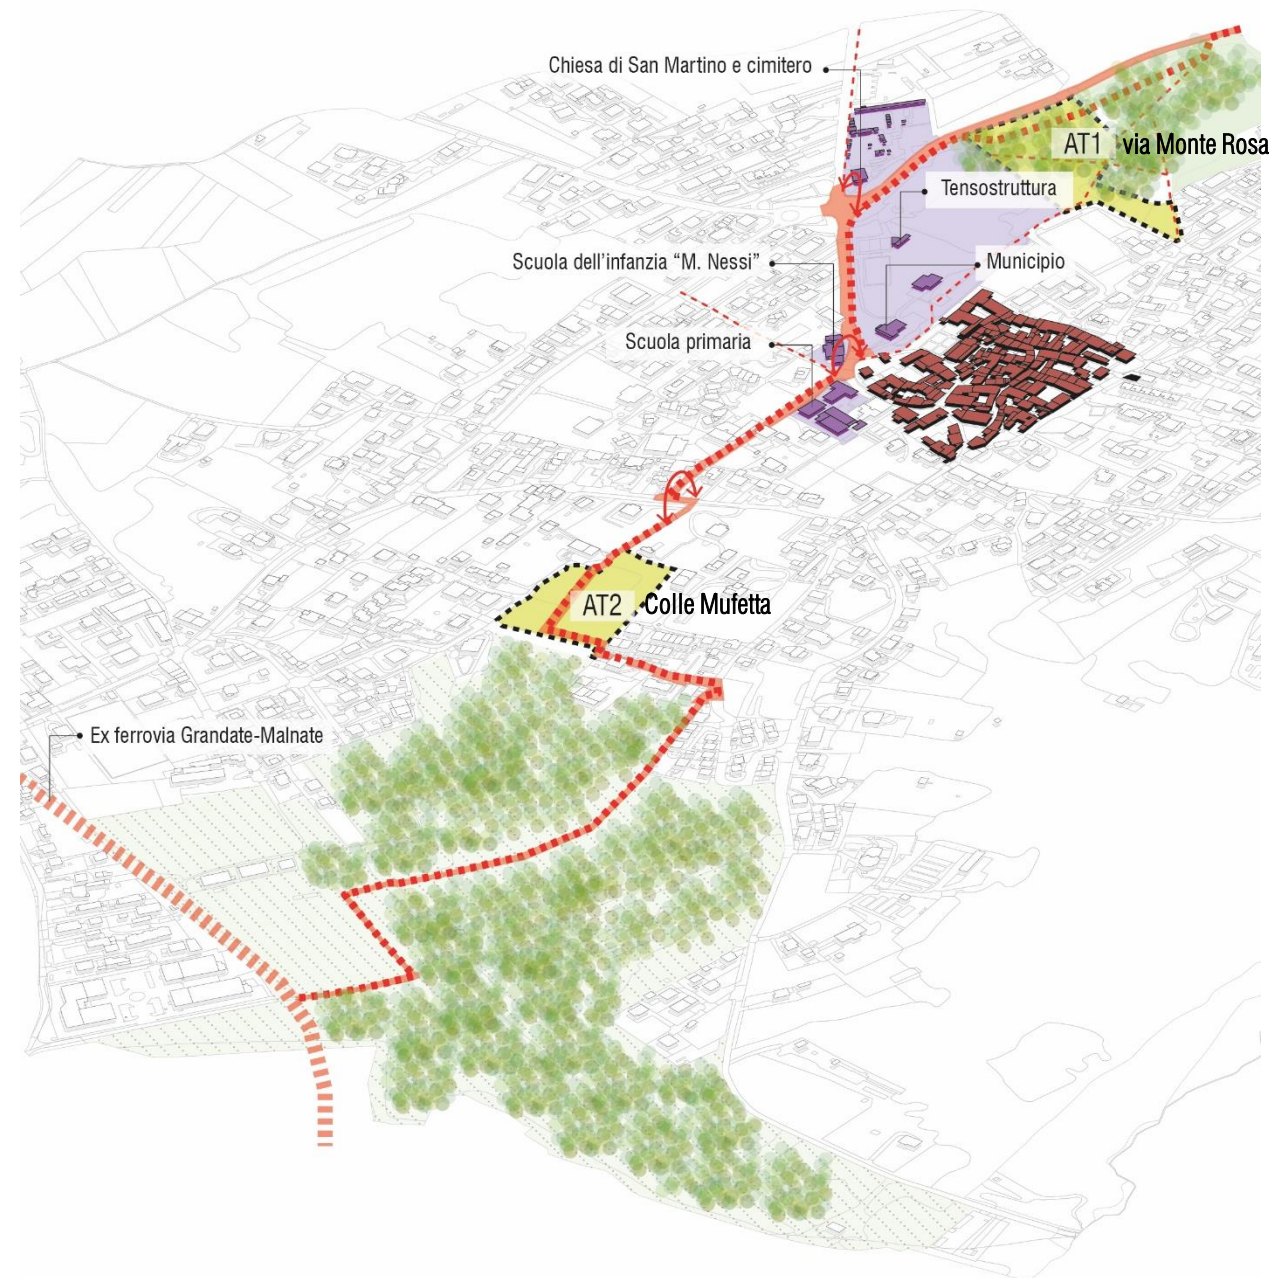 Chiesa di San Martino e cimitero
AT1 via Monte Rosa
Tensostruttura
Scuola dell'infanzia “M. Nessi”
Municipio
Scuola primaria
AT2 Colle Mufetta
Ex ferrovia Grandate-Malnate